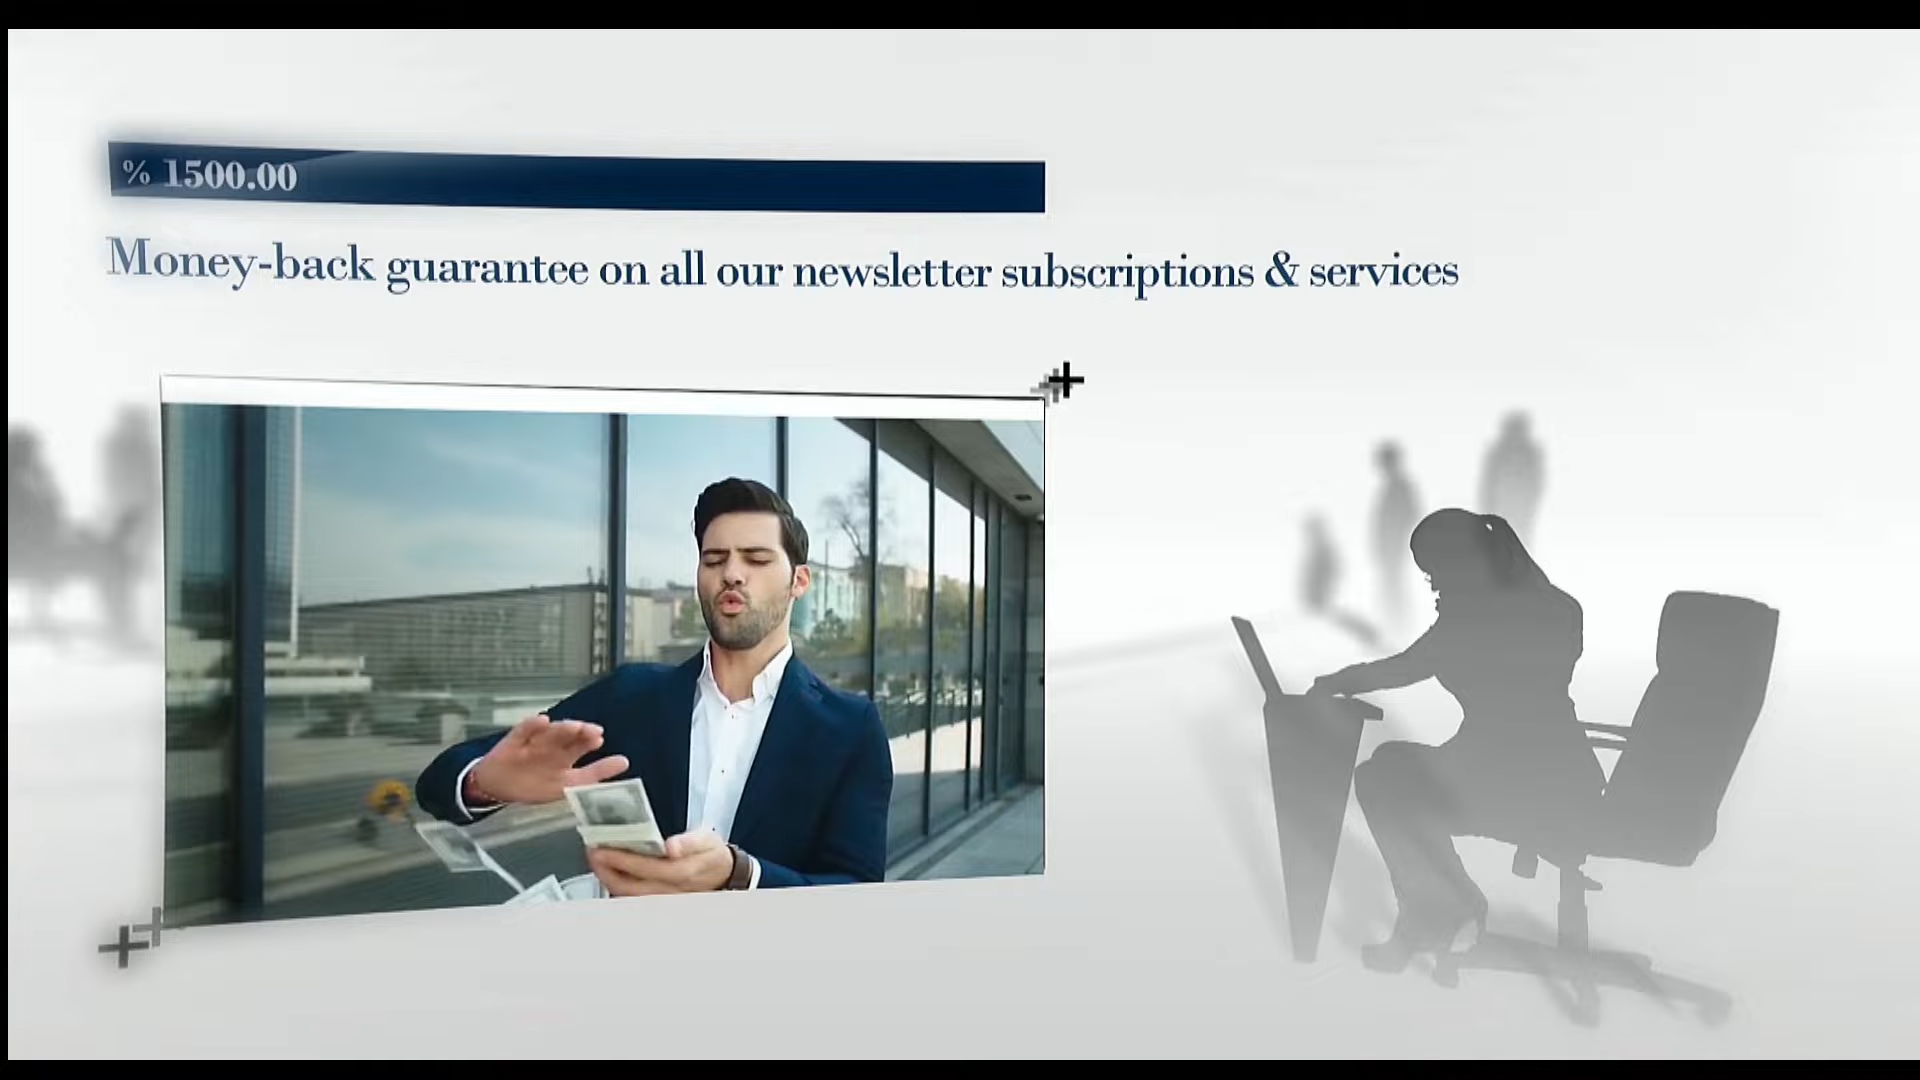 % 1500.00
Money-back guarantee on all our newsletter subscriptions & services